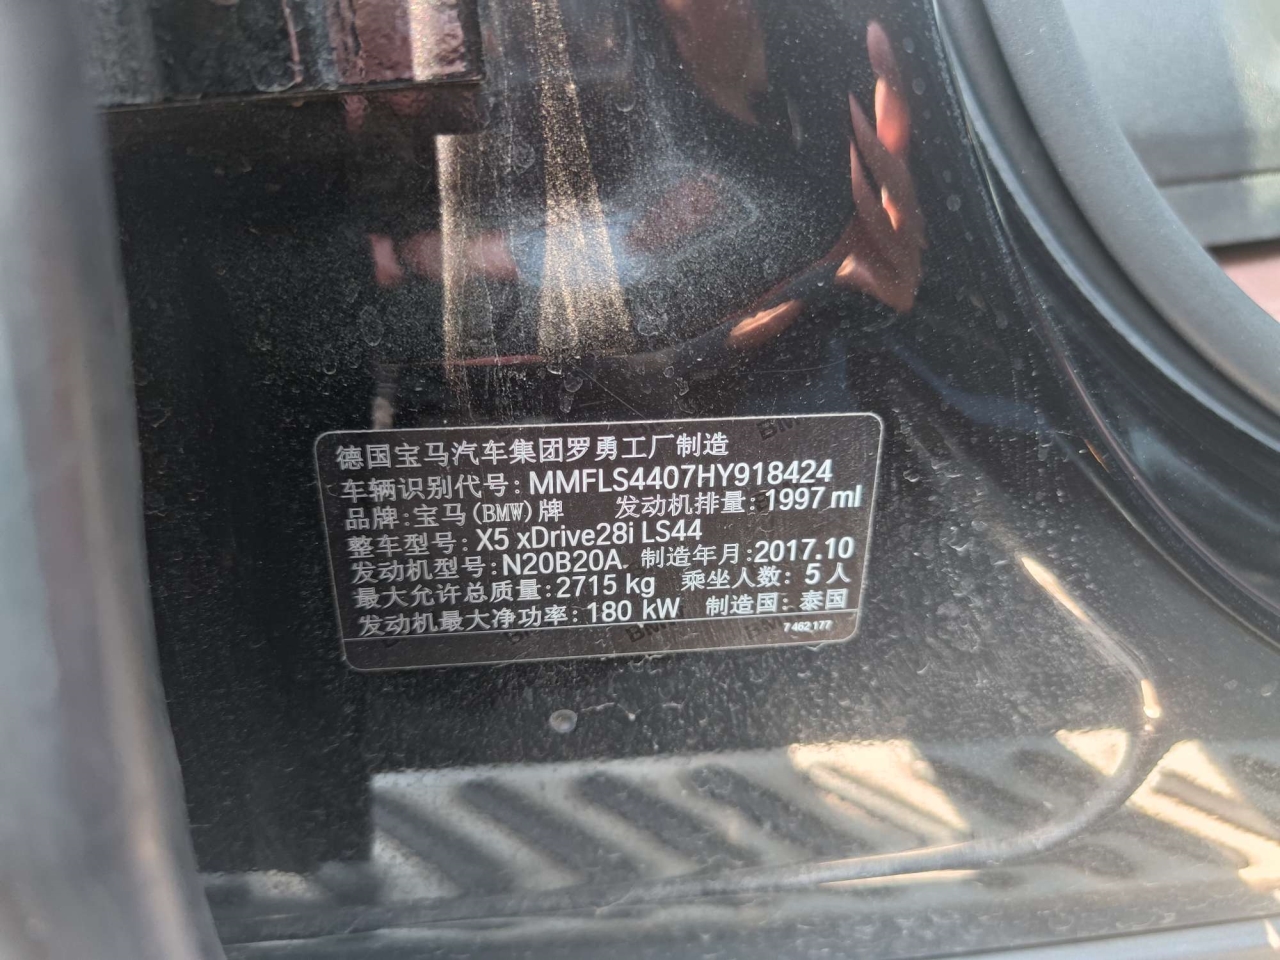 德国宝马汽车集团罗勇工厂制造
车辆识别代号: MMFLS4407HY918424
品牌: 宝马(BMW)牌 发动机排量: 1997 ml
整车型号: X5 xDrive28i LS44
发动机型号: N20B20A 制造年月: 2017.10
最大允许总质量: 2715 kg 乘坐人数: 5人
发动机最大净功率: 180 kW 制造国: 泰国
7 462 177